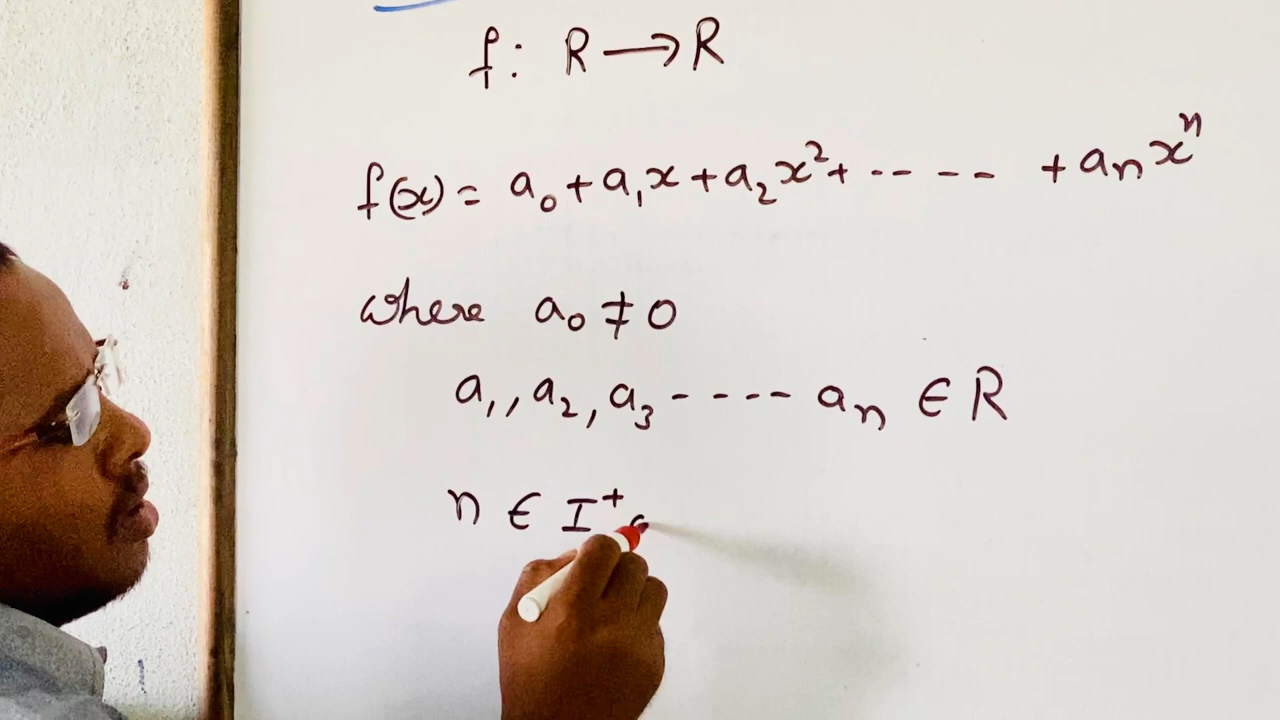 f: R ⟶ R
f(x) = a₀ + a₁x + a₂x² + - - - - - + aₙxⁿ
where a₀ ≠ 0
a₁, a₂, a₃ - - - - - aₙ ∈ R
n ∈ I⁺